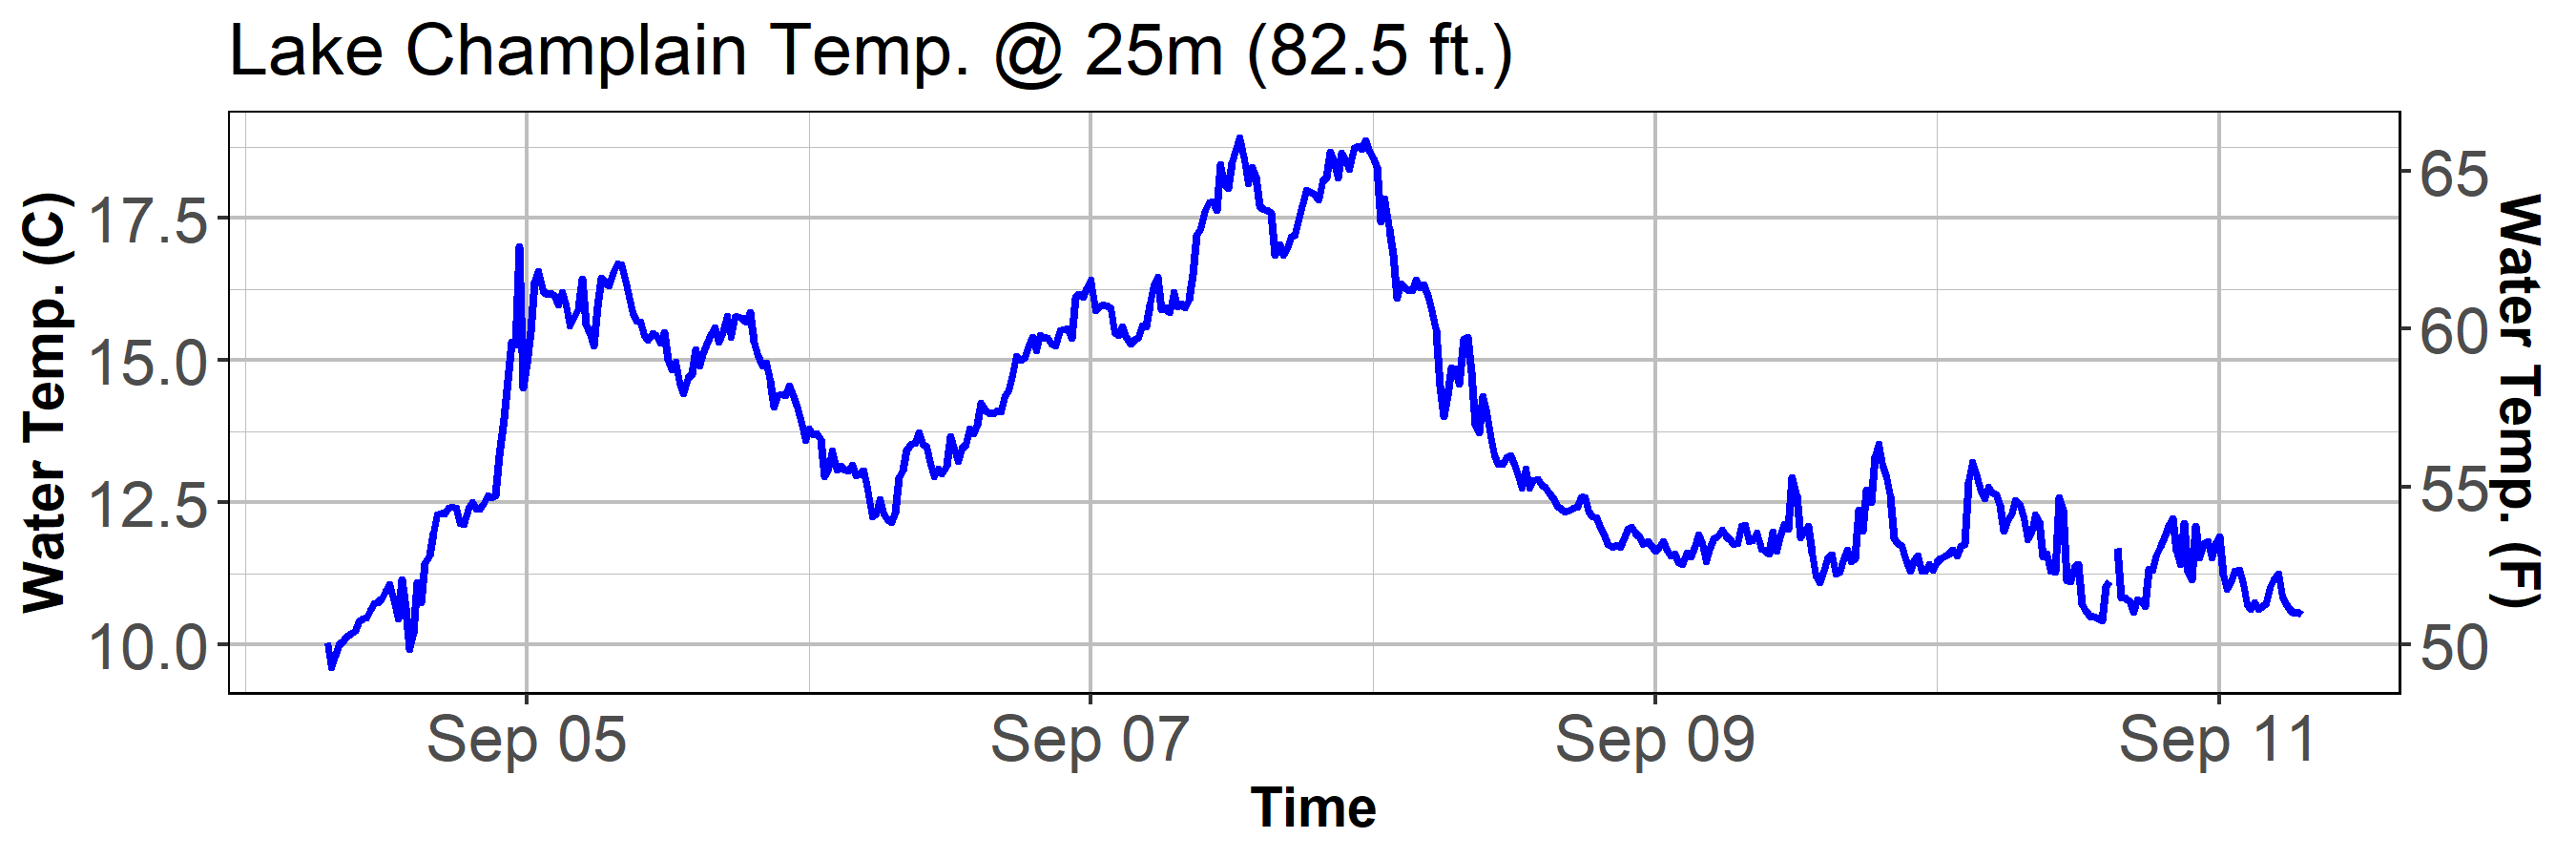 Lake Champlain Temp. @ 25m (82.5 ft.)
Water Temp. (C)
17.5
15.0
12.5
10.0
65
60
55
50
Water Temp. (F)
Sep 05 Sep 07 Sep 09 Sep 11
Time